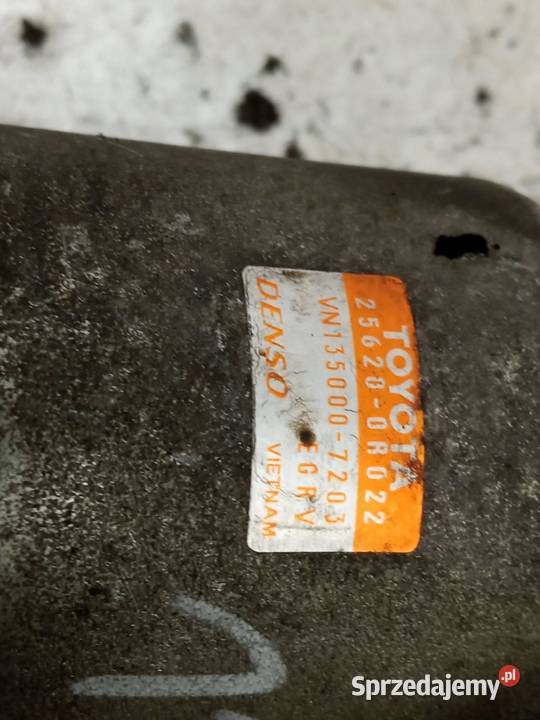 TOYOTA
25620-0R022
VN135000-7203
EGRV
DENSO VIETNAM
Sprzedajemy.pl